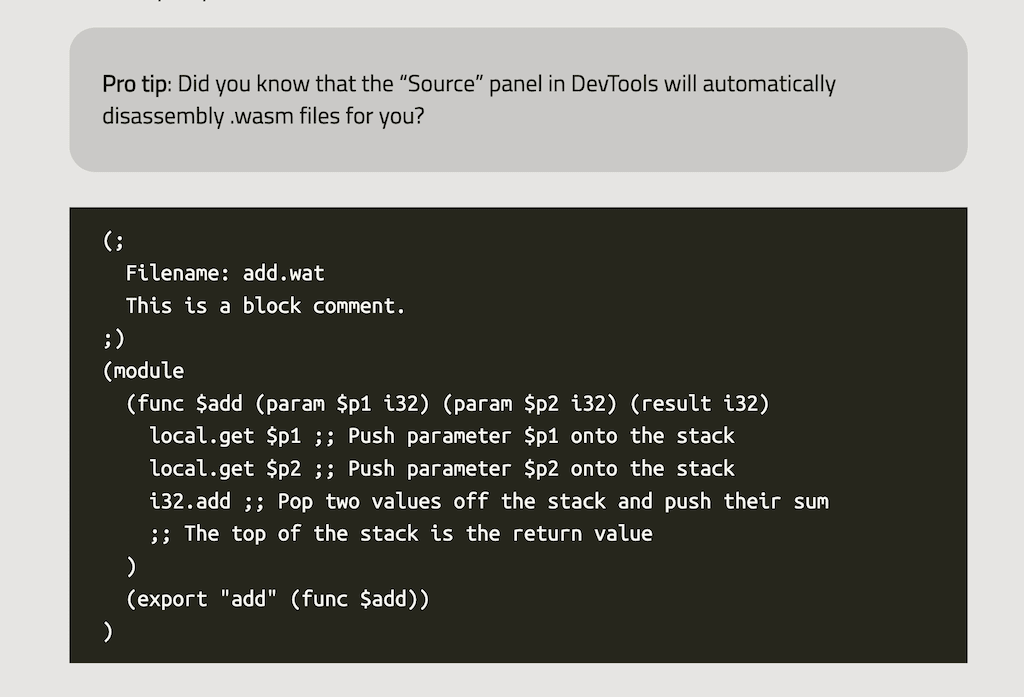 Pro tip: Did you know that the “Source” panel in DevTools will automatically
disassembly .wasm files for you?
(;
  Filename: add.wat
  This is a block comment.
;)
(module
  (func $add (param $p1 i32) (param $p2 i32) (result i32)
    local.get $p1 ;; Push parameter $p1 onto the stack
    local.get $p2 ;; Push parameter $p2 onto the stack
    i32.add ;; Pop two values off the stack and push their sum
    ;; The top of the stack is the return value
  )
  (export "add" (func $add))
)